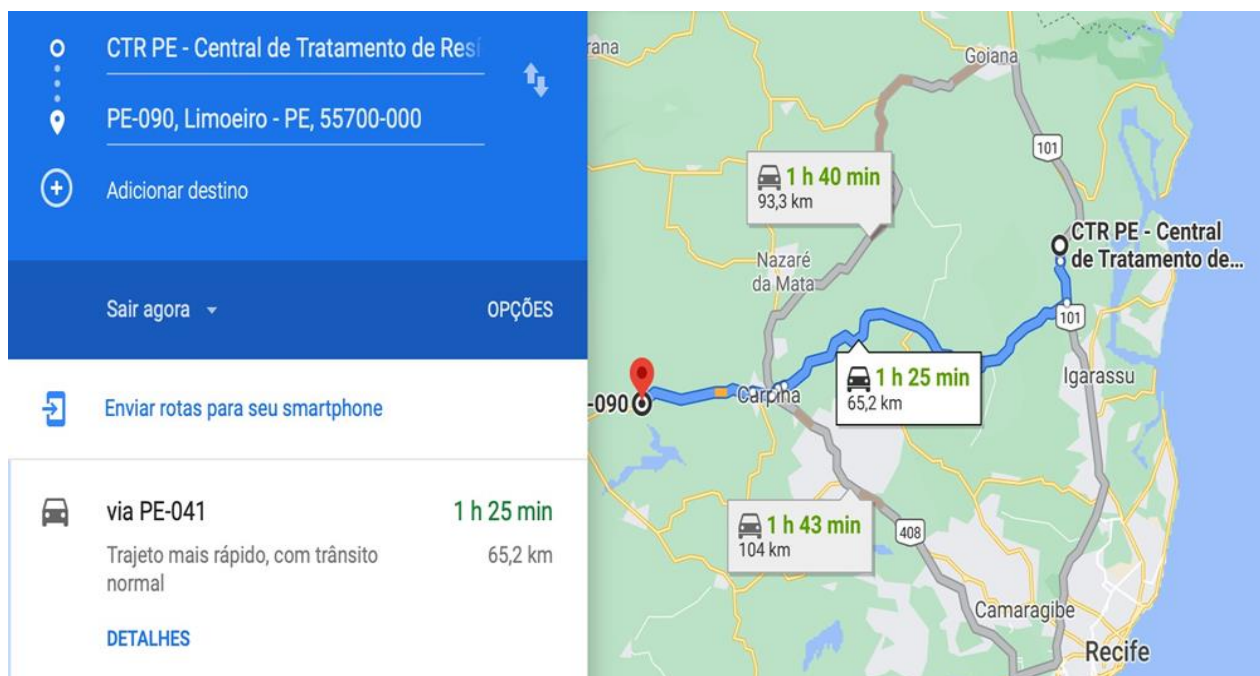 CTR PE - Central de Tratamento de Resí
PE-090, Limoeiro - PE, 55700-000
Adicionar destino
Sair agora
OPÇÕES
Enviar rotas para seu smartphone
via PE-041
1 h 25 min
Trajeto mais rápido, com trânsito
65,2 km
normal
DETALHES
rana
Goiana
101
1 h 40 min
93,3 km
CTR PE - Central
de Tratamento de...
Nazaré
da Mata
101
1 h 25 min
65,2 km
Igarassu
-090
Carpina
1 h 43 min
104 km
408
Camaragibe
Recife